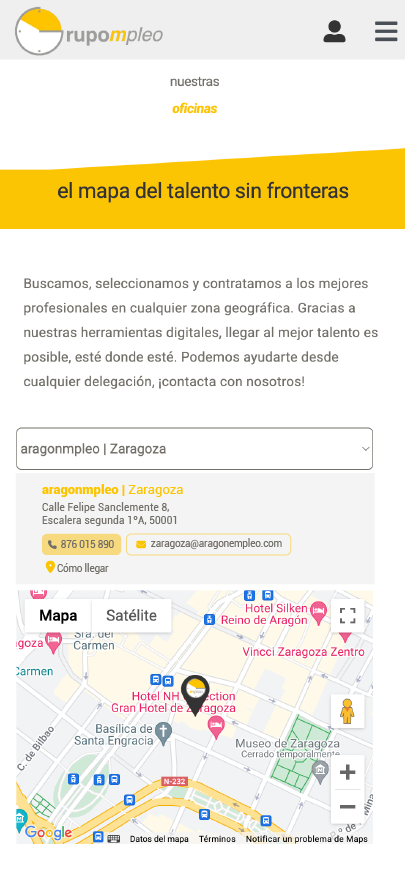 rupompleo
nuestras
oficinas
el mapa del talento sin fronteras
Buscamos, seleccionamos y contratamos a los mejores
profesionales en cualquier zona geográfica. Gracias a
nuestras herramientas digitales, llegar al mejor talento es
posible, esté donde esté. Podemos ayudarte desde
cualquier delegación, ¡contacta con nosotros!
aragonmpleo | Zaragoza
aragonmpleo | Zaragoza
Calle Felipe Sanclemente 8,
Escalera segunda 1ºA, 50001
876 015 890
zaragoza@aragonempleo.com
Cómo llegar
Mapa
Satélite
Hotel Silken
Reino de Aragón
goza
Sra. del
Carmen
Vincci Zaragoza Zentro
Carmen
Hotel NH
ection
Gran Hotel de Zaragoza
Basílica de
Santa Engracia
Museo de Zaragoza
Cerrado temporalmente
C. de Bilbao
N-232
de Mina
Google
Datos del mapa
Términos
Notificar un problema de Maps